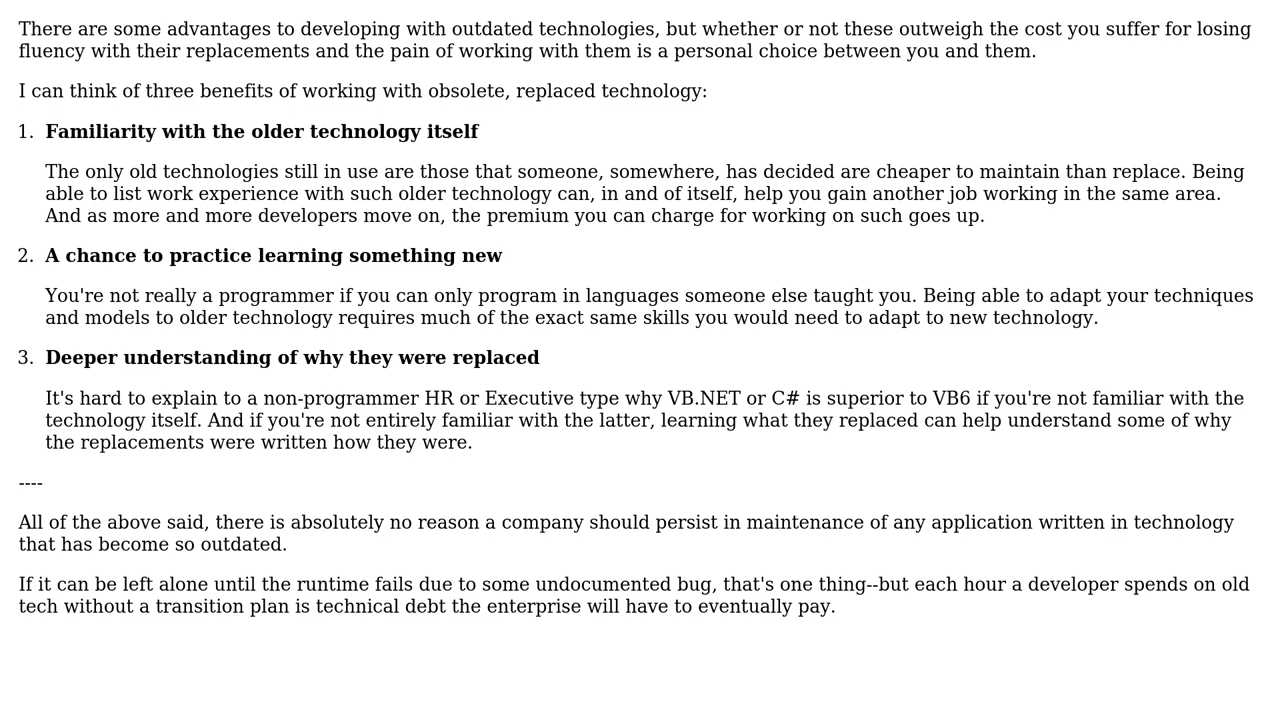 There are some advantages to developing with outdated technologies, but whether or not these outweigh the cost you suffer for losing
fluency with their replacements and the pain of working with them is a personal choice between you and them.
I can think of three benefits of working with obsolete, replaced technology:
1. Familiarity with the older technology itself
The only old technologies still in use are those that someone, somewhere, has decided are cheaper to maintain than replace. Being
able to list work experience with such older technology can, in and of itself, help you gain another job working in the same area.
And as more and more developers move on, the premium you can charge for working on such goes up.
2. A chance to practice learning something new
You're not really a programmer if you can only program in languages someone else taught you. Being able to adapt your techniques
and models to older technology requires much of the exact same skills you would need to adapt to new technology.
3. Deeper understanding of why they were replaced
It's hard to explain to a non-programmer HR or Executive type why VB.NET or C# is superior to VB6 if you're not familiar with the
technology itself. And if you're not entirely familiar with the latter, learning what they replaced can help understand some of why
the replacements were written how they were.
----
All of the above said, there is absolutely no reason a company should persist in maintenance of any application written in technology
that has become so outdated.
If it can be left alone until the runtime fails due to some undocumented bug, that's one thing--but each hour a developer spends on old
tech without a transition plan is technical debt the enterprise will have to eventually pay.